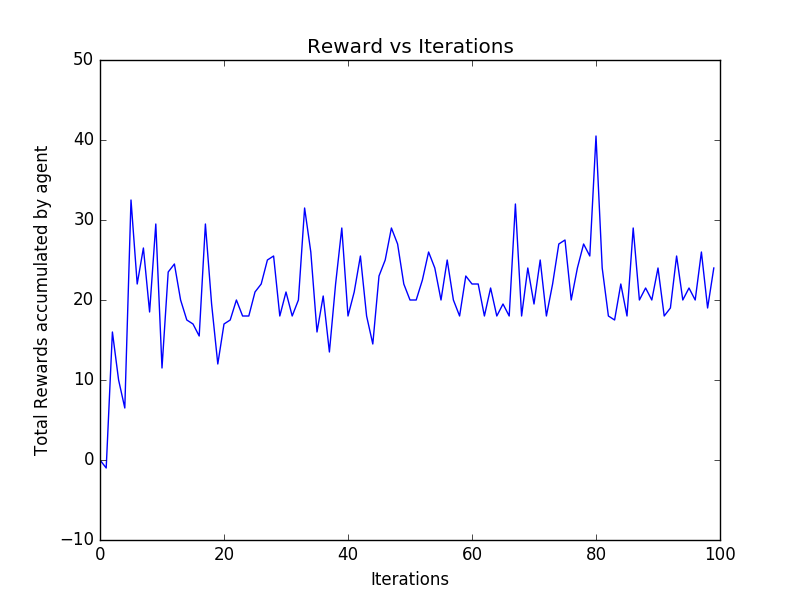 Reward vs Iterations
50
40
30
20
10
0
−10
Total Rewards accumulated by agent
0 20 40 60 80 100
Iterations